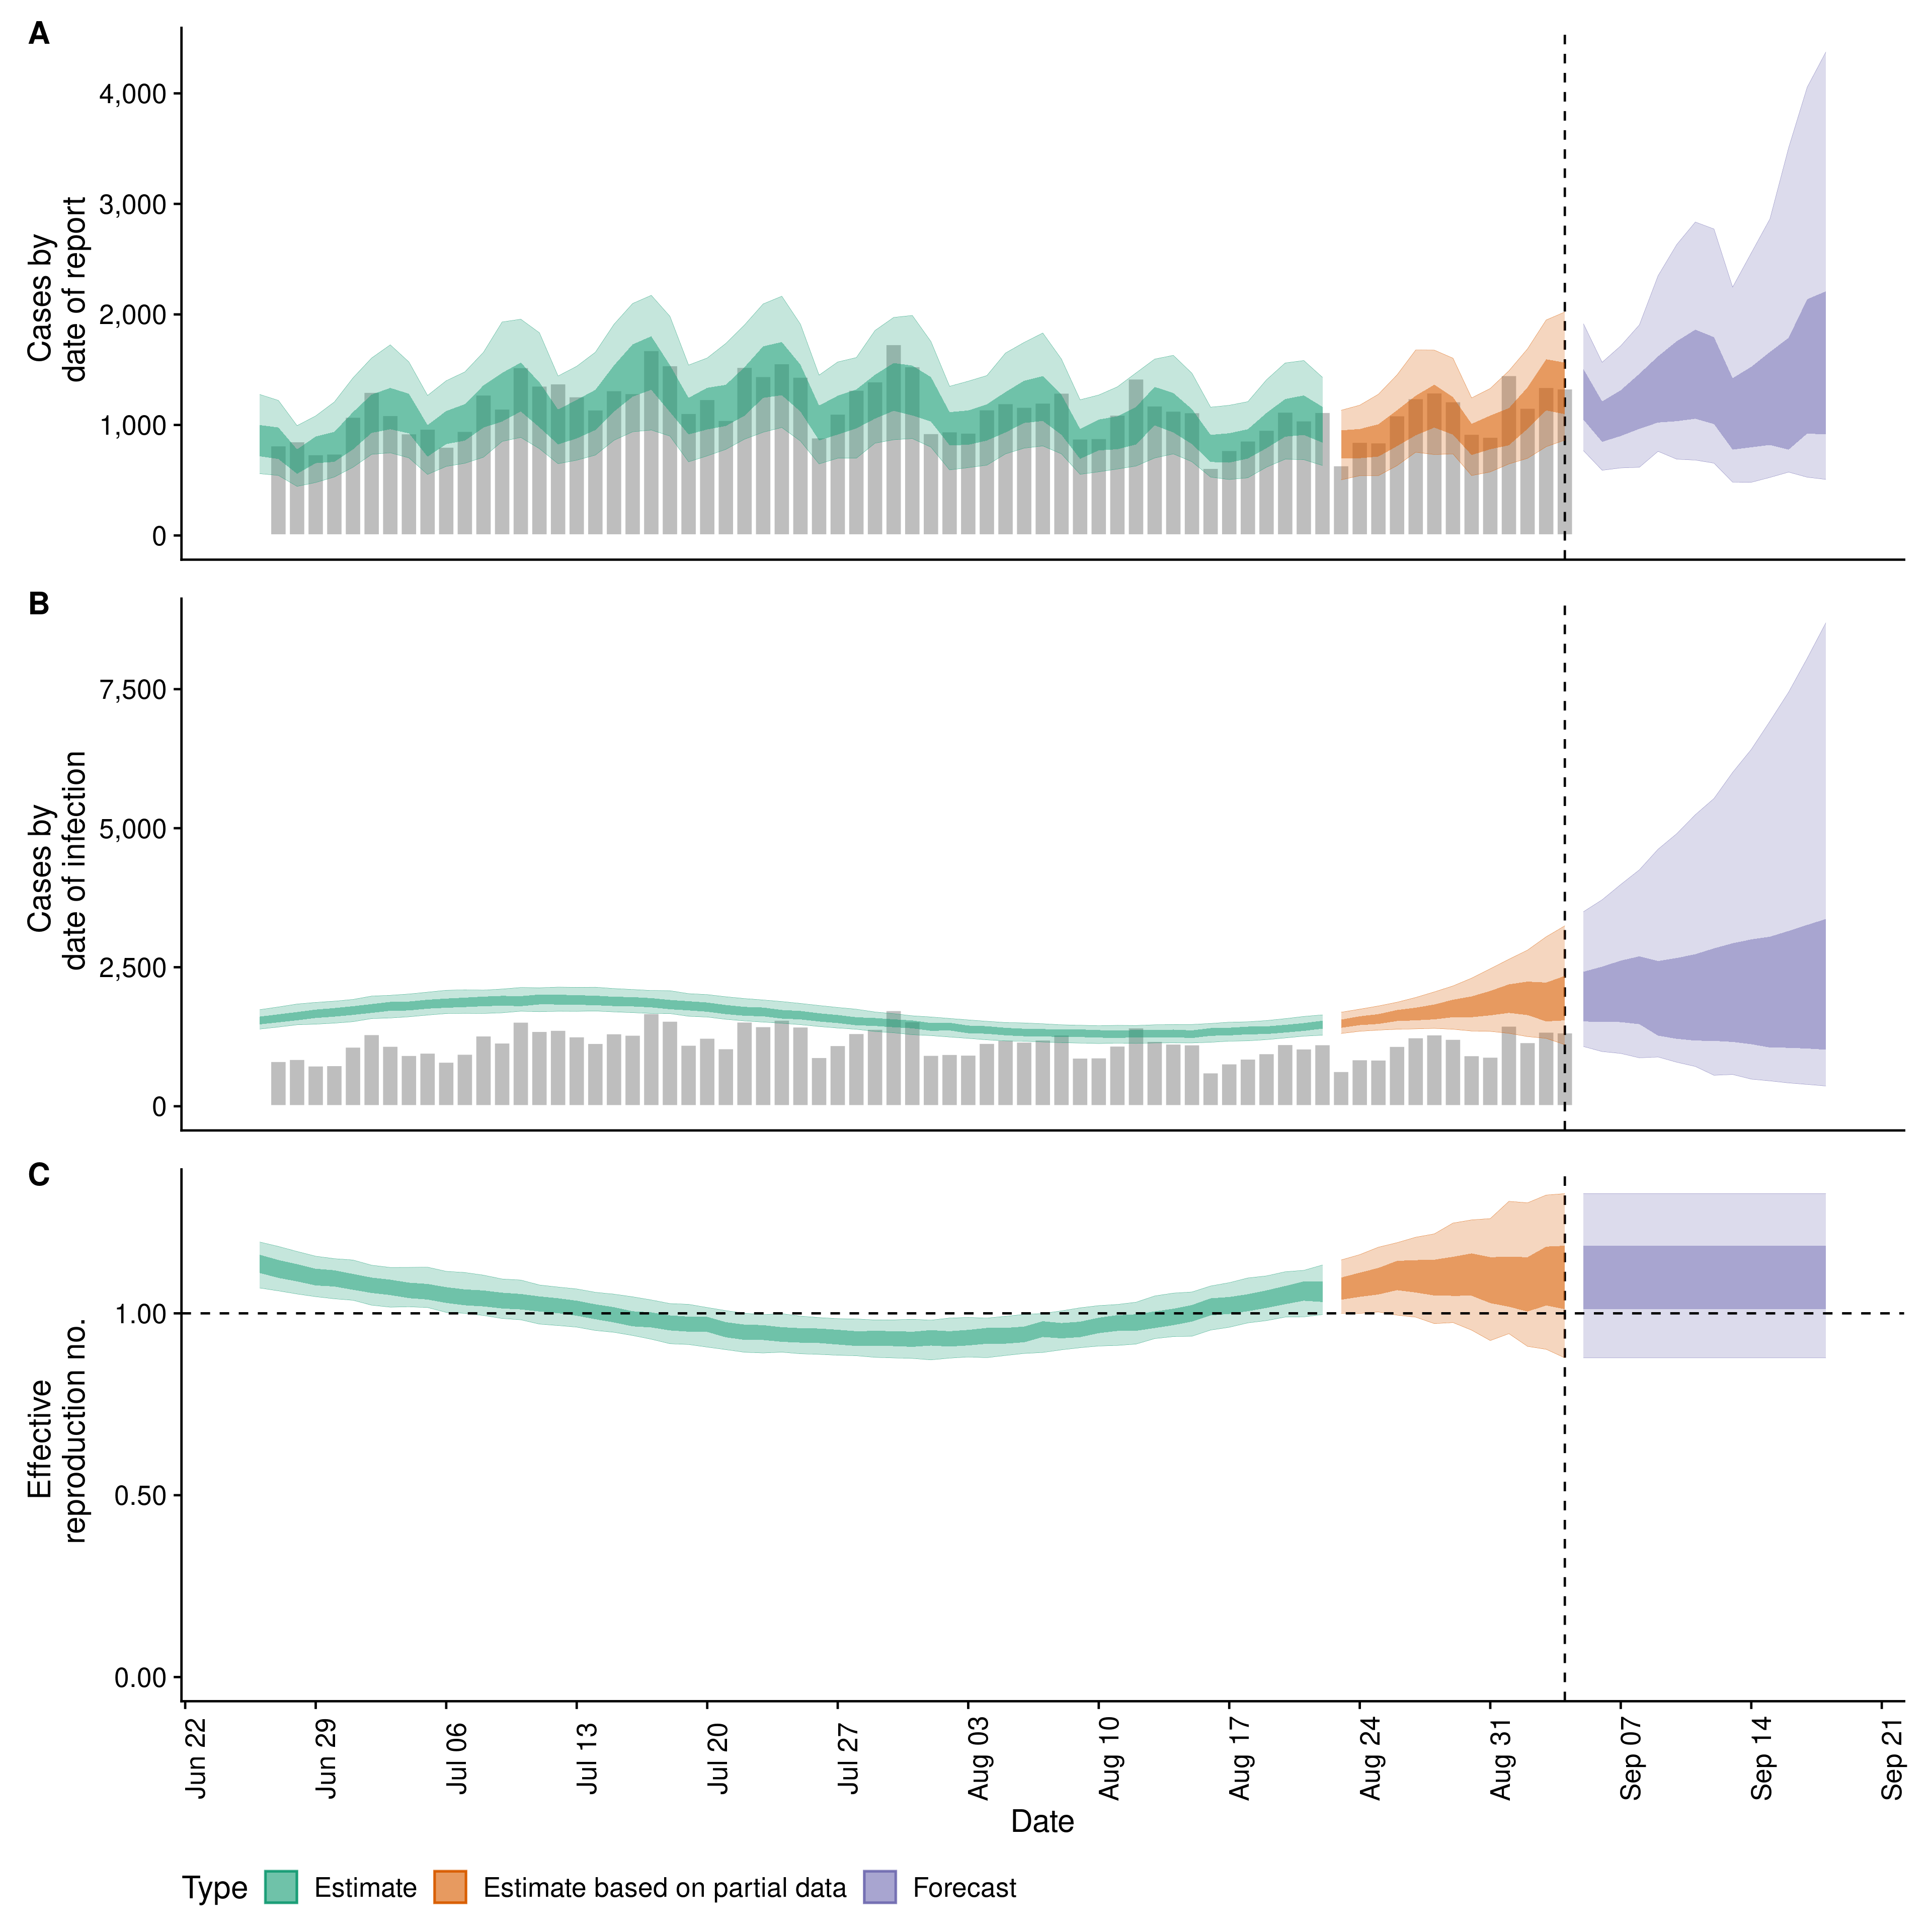 A
Cases by
date of report
4,000
3,000
2,000
1,000
0
B
Cases by
date of infection
7,500
5,000
2,500
0
C
Effective
reproduction no.
1.00
0.50
0.00
Jun 22
Jun 29
Jul 06
Jul 13
Jul 20
Jul 27
Aug 03
Aug 10
Aug 17
Aug 24
Aug 31
Sep 07
Sep 14
Sep 21
Date
Type Estimate Estimate based on partial data Forecast